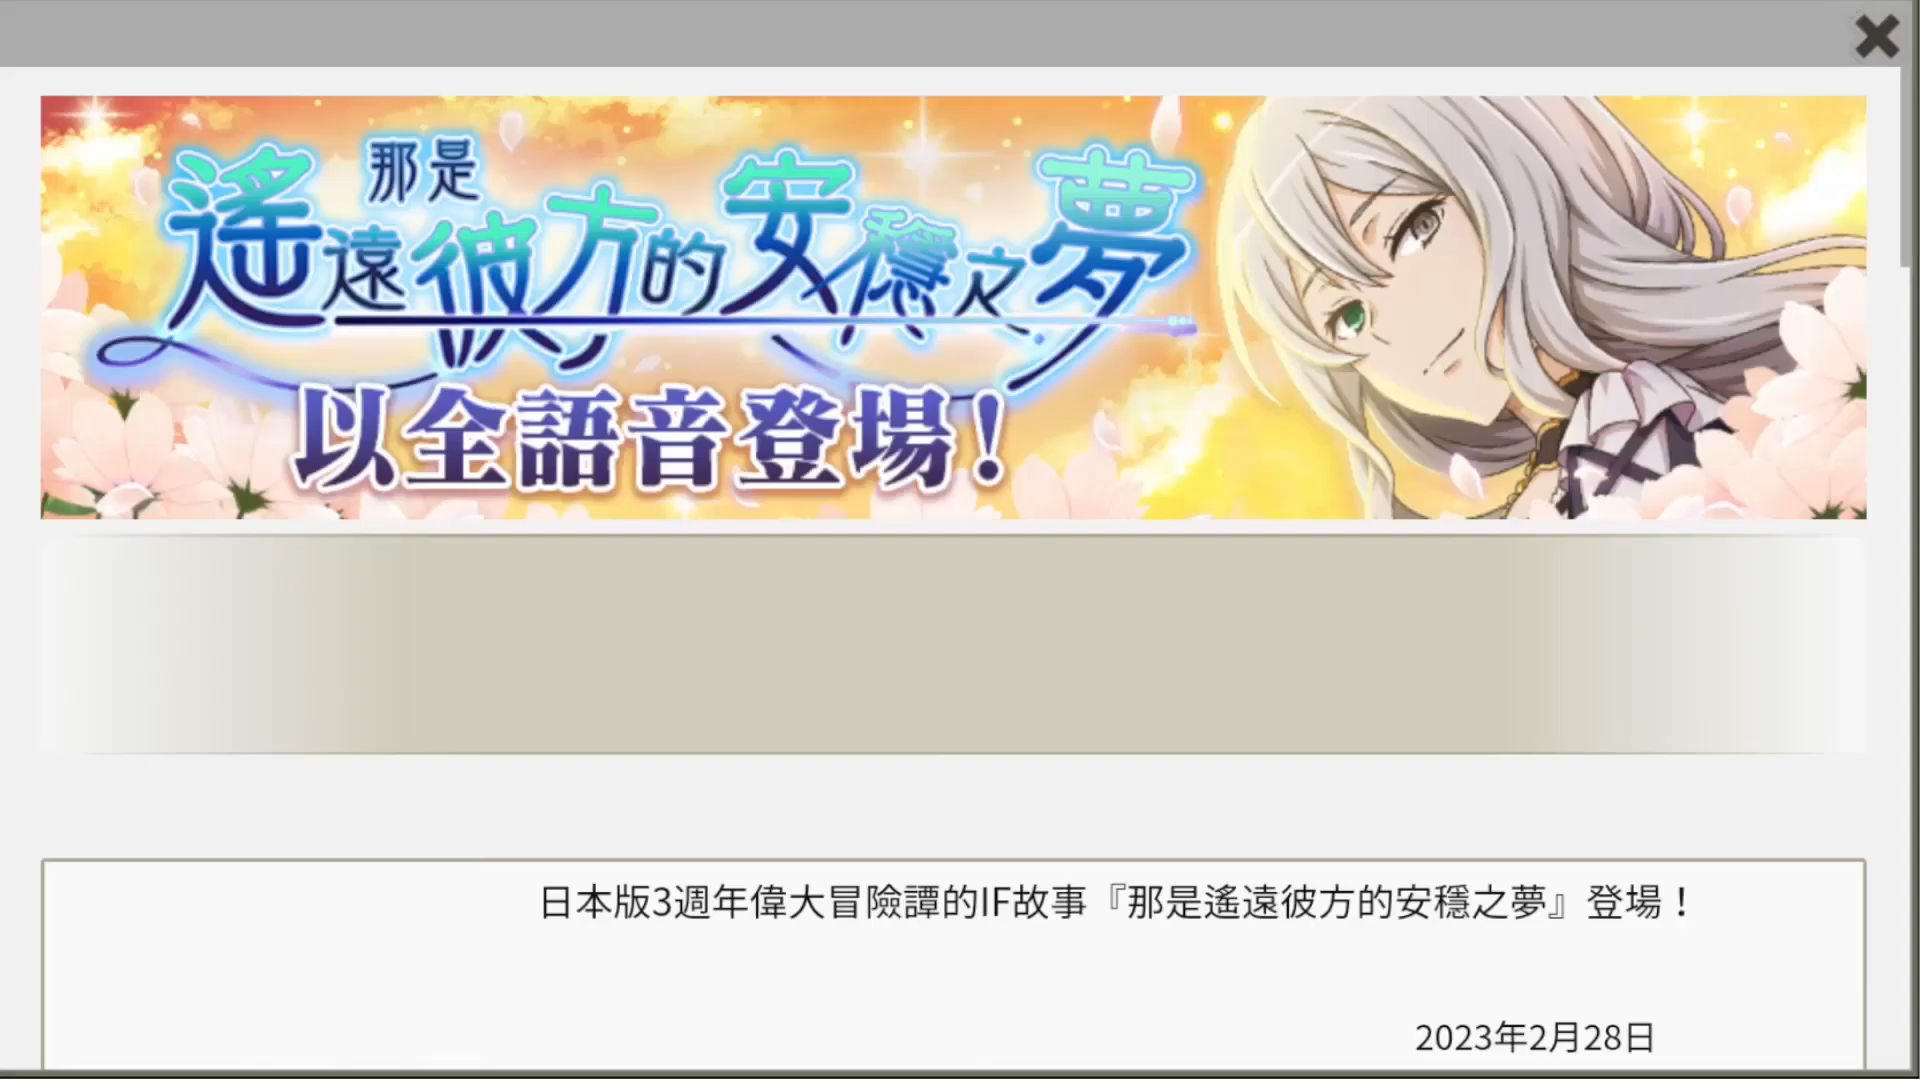 那是
遙遠彼方的安穩之夢
以全語音登場！
日本版3週年偉大冒險譚的IF故事『那是遙遠彼方的安穩之夢』登場！
2023年2月28日